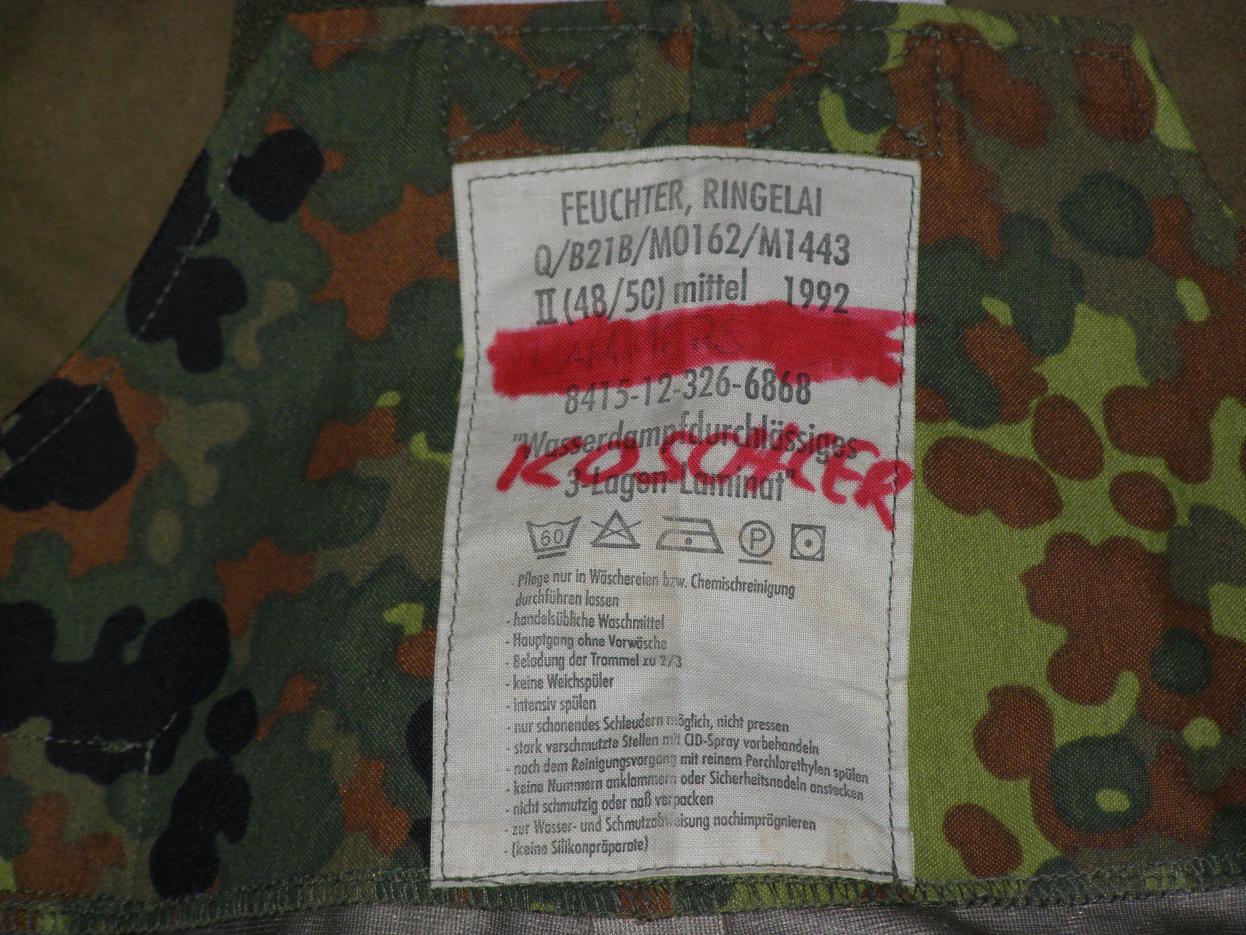 FEUCHTER, RINGELAI
Q/B21B/M0162/M1443
II (48/50) mittel 1992
8415-12-326-6868
"Wasserdampfdurchlässiges
KOSCHLER
3-Lagen-Laminat"
60 P
Pflege nur in Wäschereien bzw. Chemischreinigung
durchführen lassen
- handelsübliche Waschmittel
- Hauptgang ohne Vorwäsche
- Beladung der Trommel zu 2/3
- keine Weichspüler
- intensiv spülen
- nur schonendes Schleudern möglich, nicht pressen
- stark verschmutzte Stellen mit CID-Spray vorbehandeln
- nach dem Reinigungsvorgang mit reinem Perchlorethylen spülen
- keine Nummern anklammern oder Sicherheitsnadeln anstecken
- nicht schmutzig oder naß verpacken
- zur Wasser- und Schmutzabweisung nachimprägnieren
- (keine Silikonpräparate)